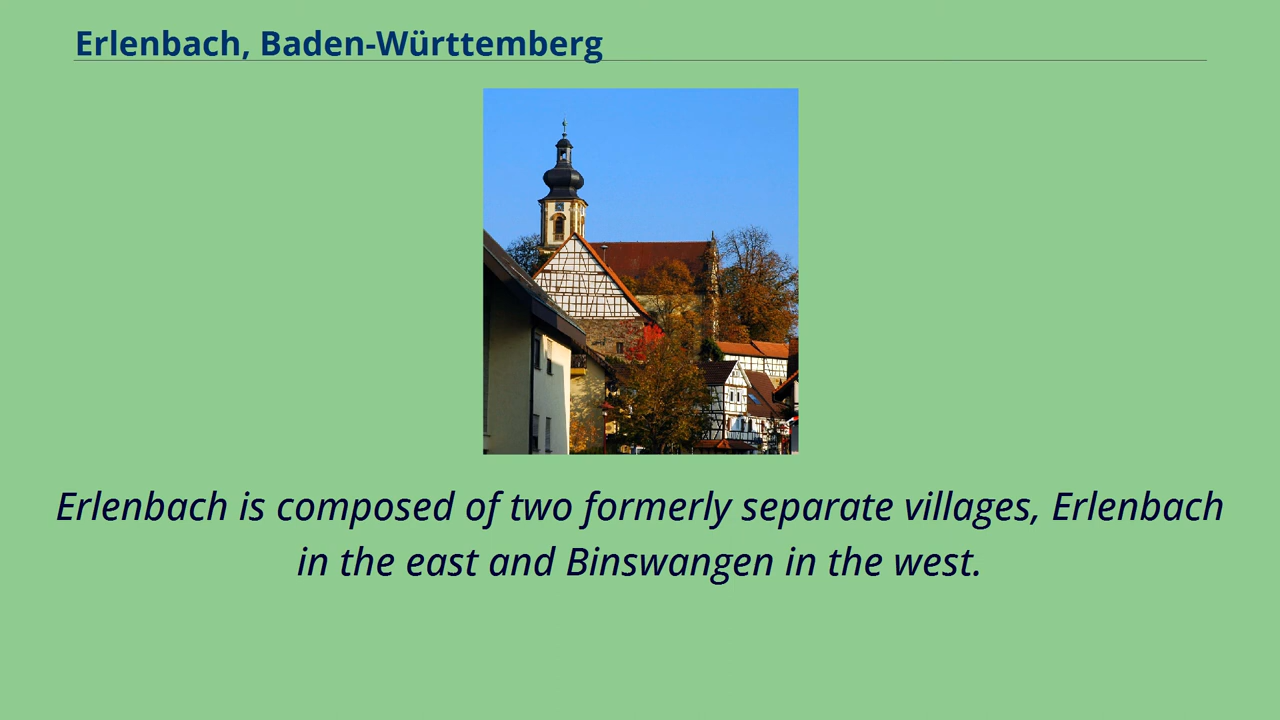 Erlenbach, Baden-Württemberg
Erlenbach is composed of two formerly separate villages, Erlenbach
in the east and Binswangen in the west.